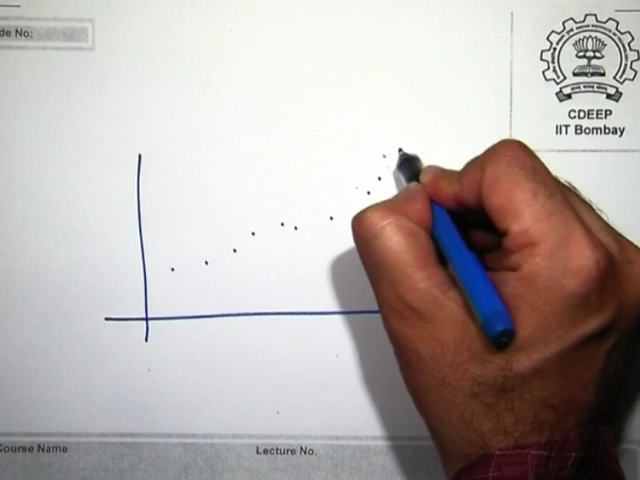 de No:
CDEEP
IIT Bombay
Course Name
Lecture No.